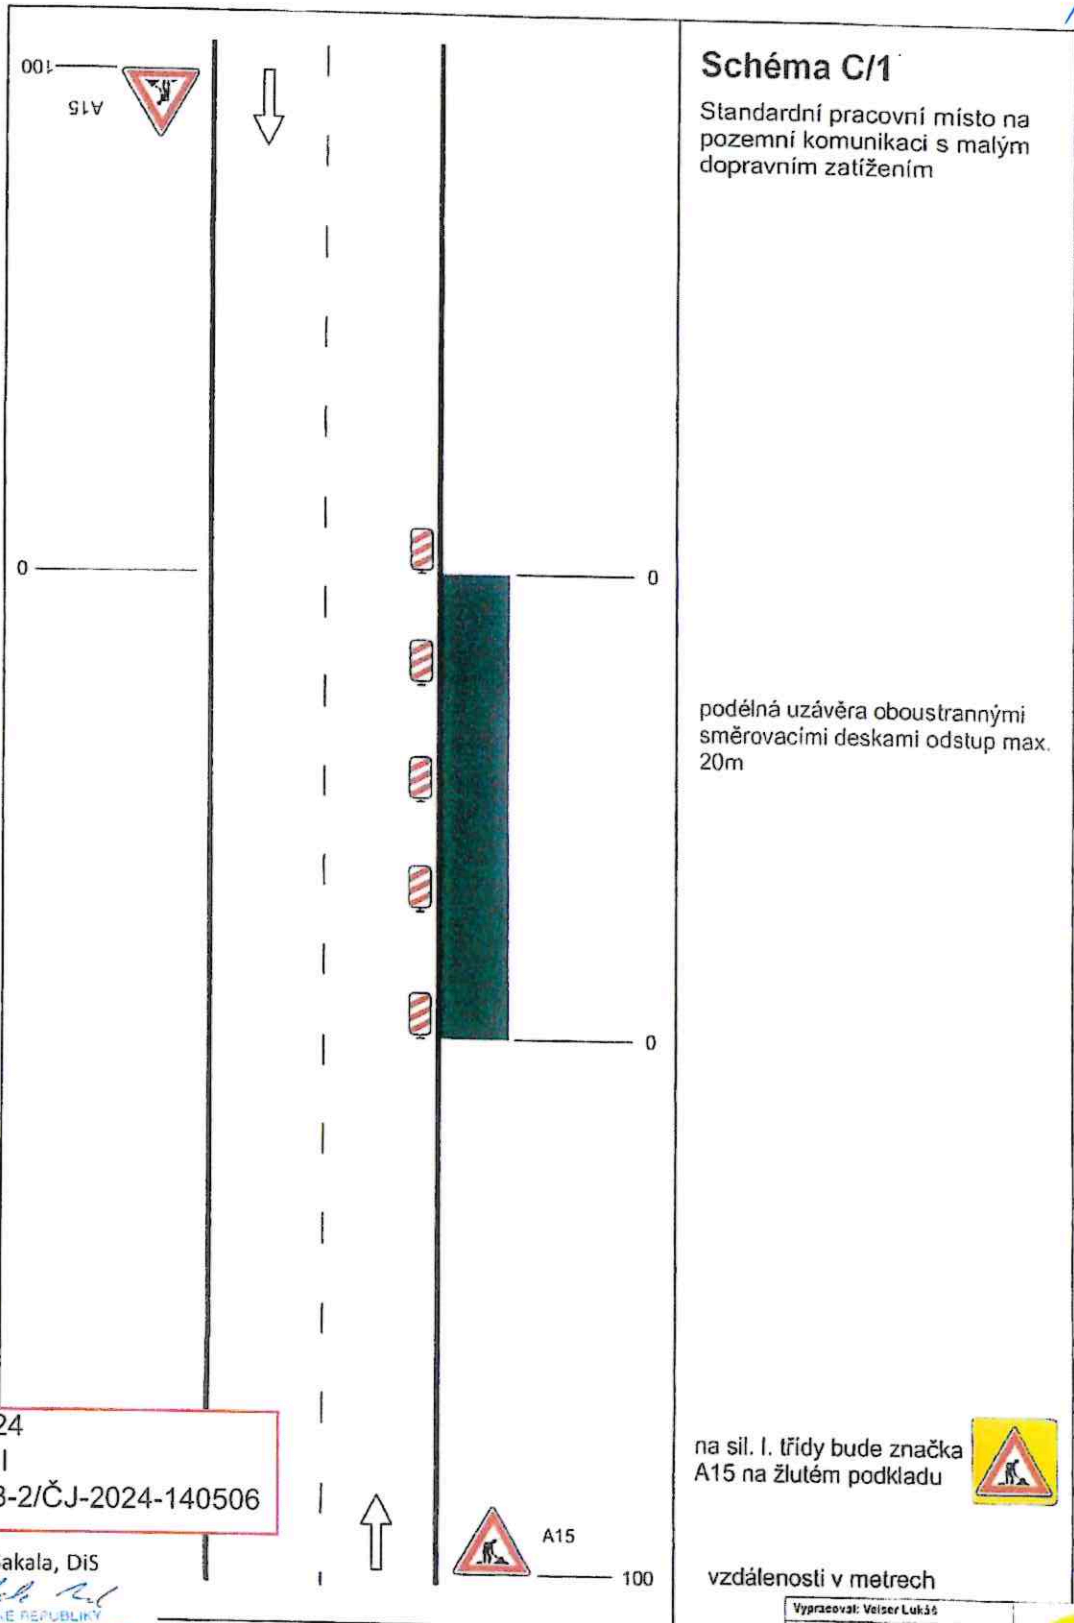 100
A15
Schéma C/1
Standardní pracovní místo na
pozemní komunikaci s malým
dopravním zatížením
0
0
podélná uzávěra oboustrannými
směrovacími deskami odstup max.
20m
0
24
I
3-2/ČJ-2024-140506
na sil. I. třídy bude značka
A15 na žlutém podkladu
A15
100
akala, DiS
vzdálenosti v metrech
REPUBLIKY
Vypracoval: Velser Lukáš